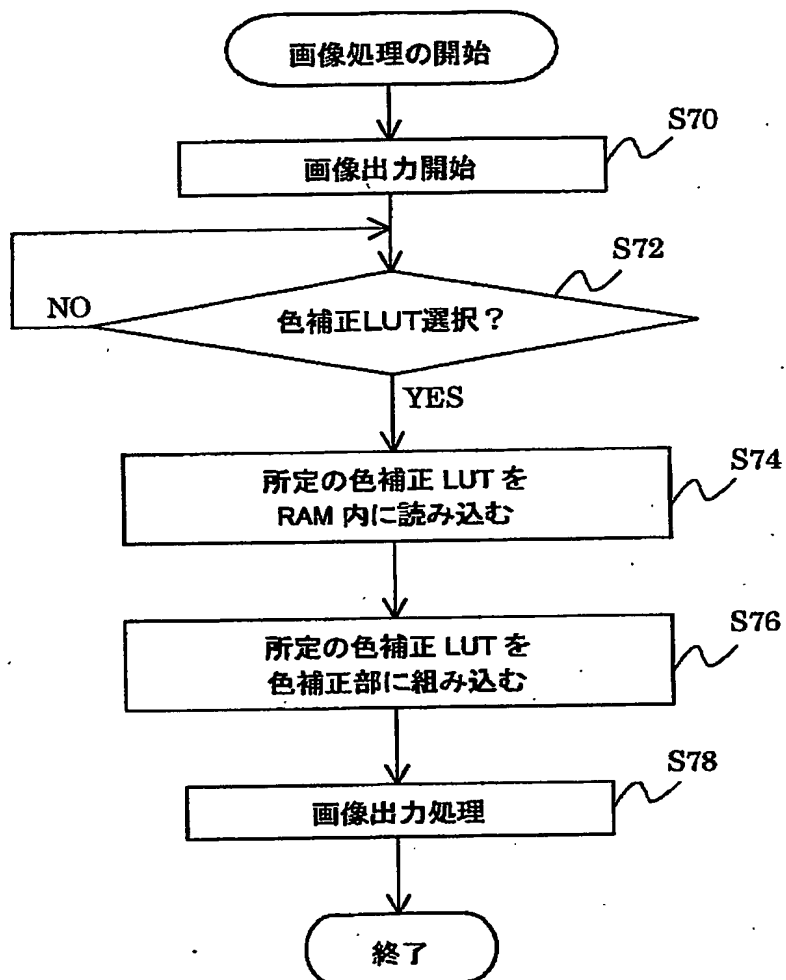 画像処理の開始
S70
画像出力開始
S72
色補正LUT選択?
NO
YES
S74
所定の色補正 LUT を
RAM 内に読み込む
S76
所定の色補正 LUT を
色補正部に組み込む
S78
画像出力処理
終了